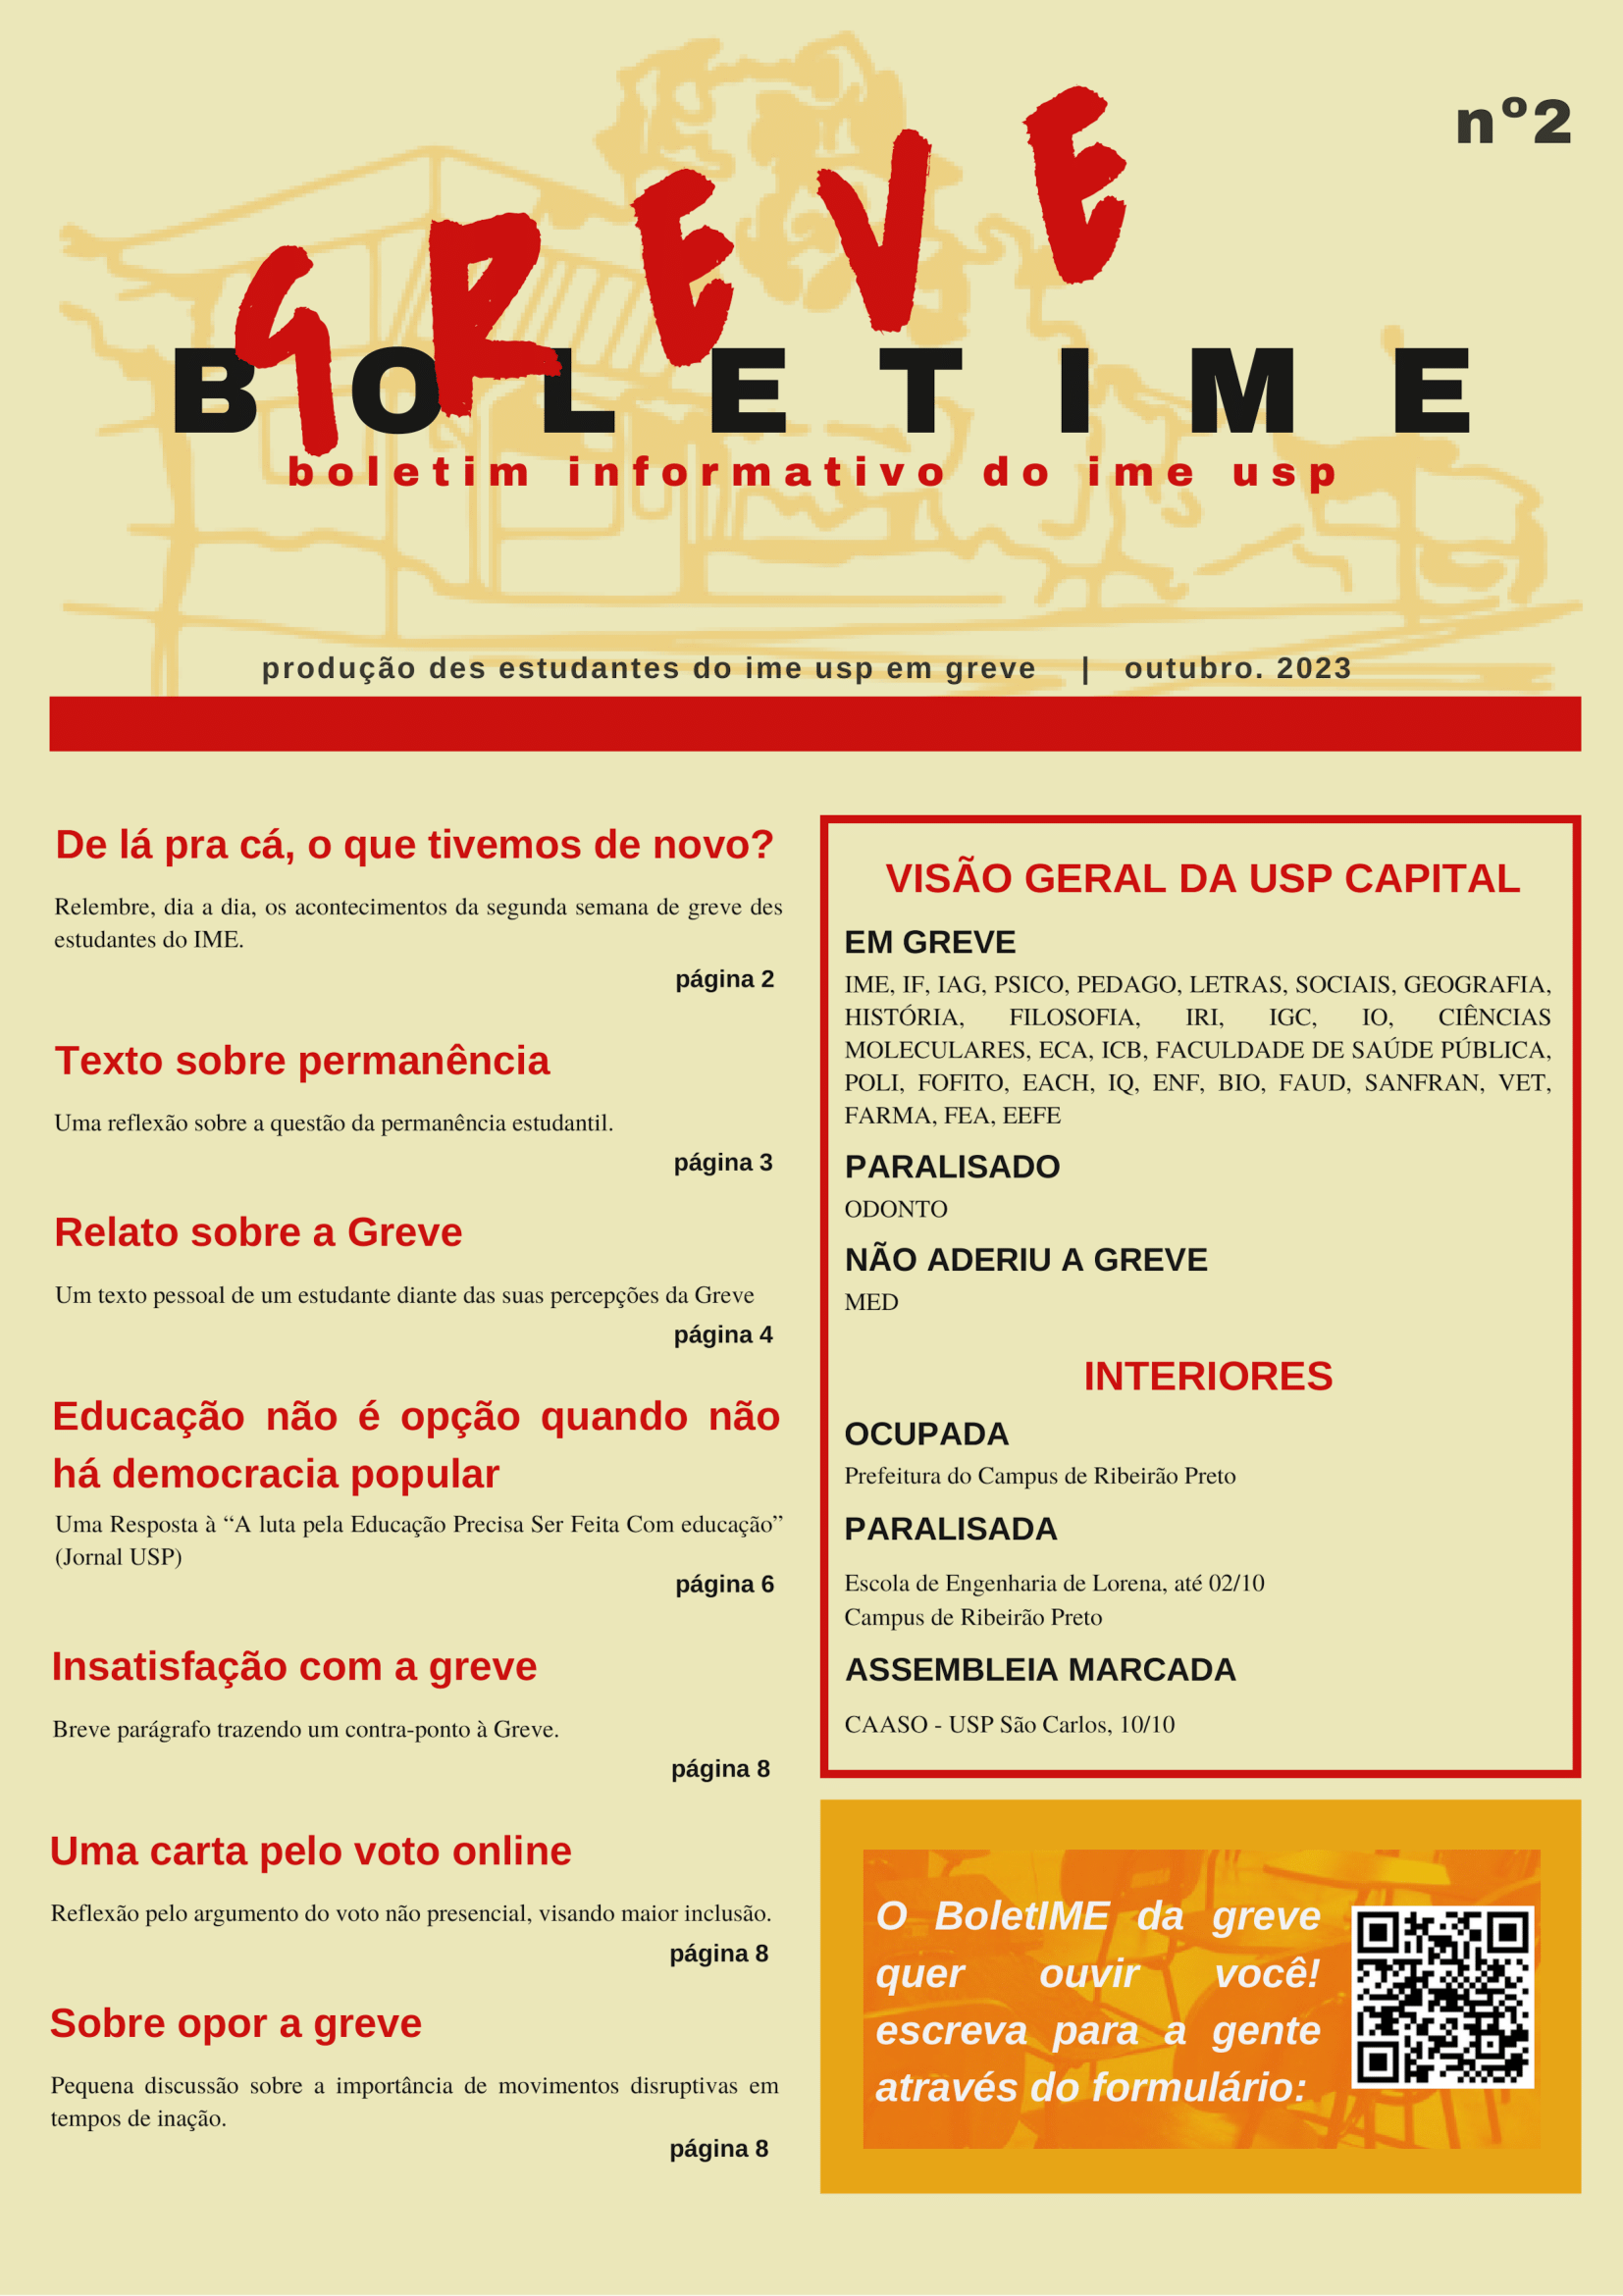 nº2
GREVE
BOLETIME
boletim informativo do ime usp
produção des estudantes do ime usp em greve | outubro. 2023
De lá pra cá, o que tivemos de novo?
Relembre, dia a dia, os acontecimentos da segunda semana de greve des
estudantes do IME.
página 2
Texto sobre permanência
Uma reflexão sobre a questão da permanência estudantil.
página 3
Relato sobre a Greve
Um texto pessoal de um estudante diante das suas percepções da Greve
página 4
Educação não é opção quando não
há democracia popular
Uma Resposta à “A luta pela Educação Precisa Ser Feita Com educação”
(Jornal USP)
página 6
Insatisfação com a greve
Breve parágrafo trazendo um contra-ponto à Greve.
página 8
Uma carta pelo voto online
Reflexão pelo argumento do voto não presencial, visando maior inclusão.
página 8
Sobre opor a greve
Pequena discussão sobre a importância de movimentos disruptivas em
tempos de inação.
página 8
VISÃO GERAL DA USP CAPITAL
EM GREVE
IME, IF, IAG, PSICO, PEDAGO, LETRAS, SOCIAIS, GEOGRAFIA,
HISTÓRIA, FILOSOFIA, IRI, IGC, IO, CIÊNCIAS
MOLECULARES, ECA, ICB, FACULDADE DE SAÚDE PÚBLICA,
POLI, FOFITO, EACH, IQ, ENF, BIO, FAUD, SANFRAN, VET,
FARMA, FEA, EEFE
PARALISADO
ODONTO
NÃO ADERIU A GREVE
MED
INTERIORES
OCUPADA
Prefeitura do Campus de Ribeirão Preto
PARALISADA
Escola de Engenharia de Lorena, até 02/10
Campus de Ribeirão Preto
ASSEMBLEIA MARCADA
CAASO - USP São Carlos, 10/10
O BoletIME da greve
quer ouvir você!
escreva para a gente
através do formulário: